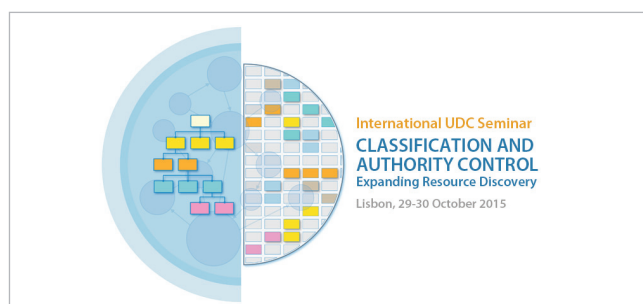 International UDC Seminar
CLASSIFICATION AND
AUTHORITY CONTROL
Expanding Resource Discovery
Lisbon, 29-30 October 2015